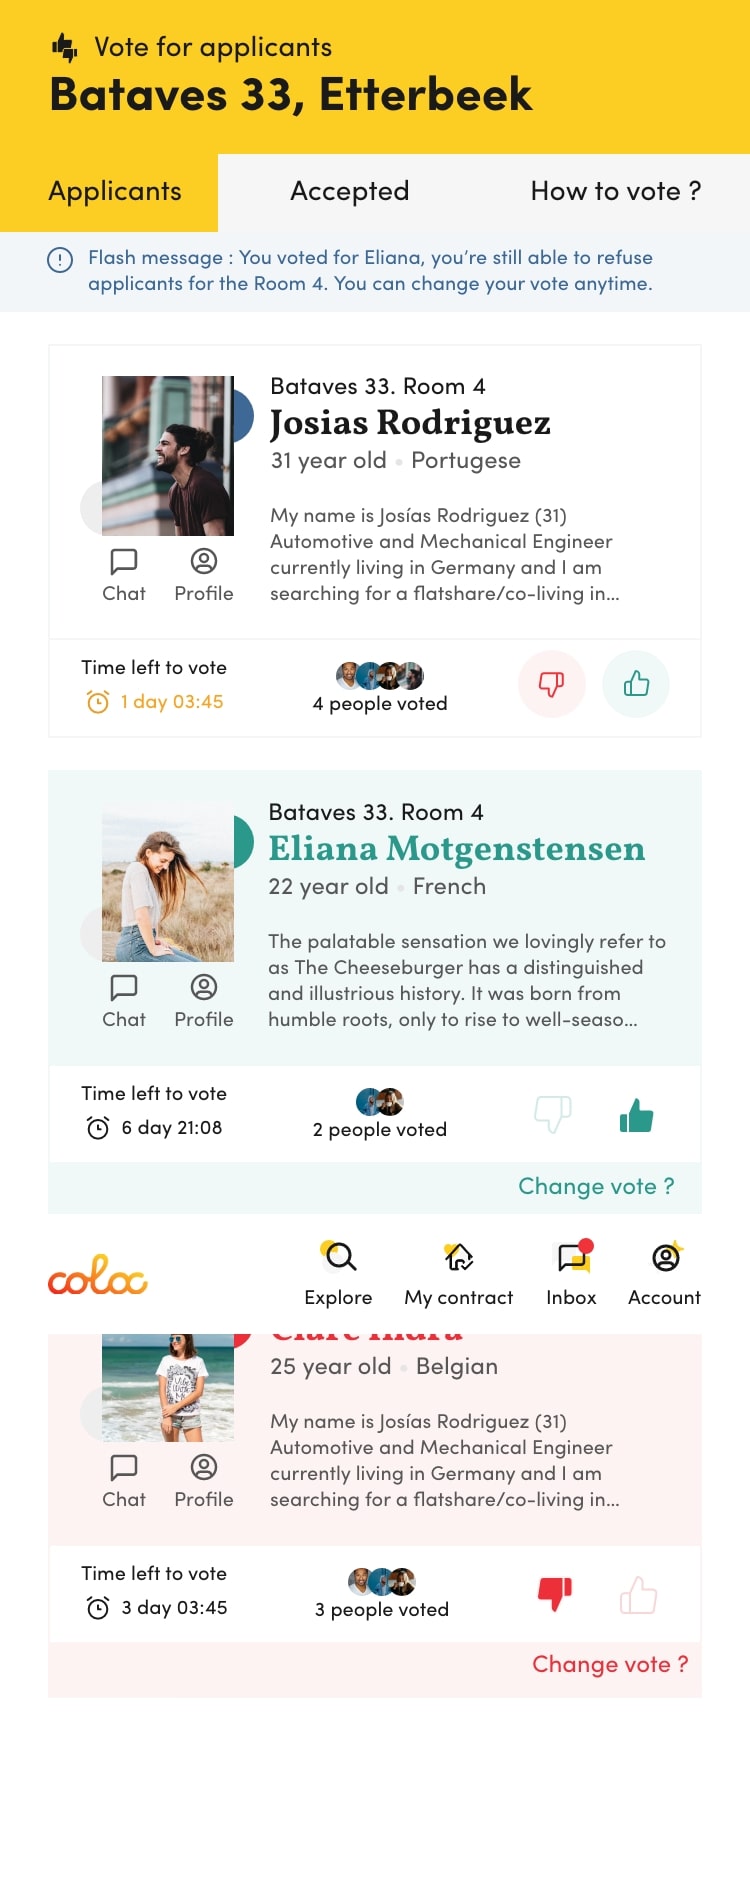 Vote for applicants
Bataves 33, Etterbeek
Applicants
Accepted
How to vote ?
Flash message : You voted for Eliana, you're still able to refuse
applicants for the Room 4. You can change your vote anytime.
Bataves 33. Room 4
Josias Rodriguez
31 year old • Portugese
My name is Josías Rodriguez (31)
Automotive and Mechanical Engineer
currently living in Germany and I am
searching for a flatshare/co-living in...
Chat
Profile
Time left to vote
1 day 03:45
4 people voted
Bataves 33. Room 4
Eliana Motgenstensen
22 year old • French
The palatable sensation we lovingly refer to
as The Cheeseburger has a distinguished
and illustrious history. It was born from
humble roots, only to rise to well-seaso...
Chat
Profile
Time left to vote
6 day 21:08
2 people voted
Change vote ?
coloc
Explore
My contract
Inbox
Account
Clare Indra
25 year old • Belgian
My name is Josías Rodriguez (31)
Automotive and Mechanical Engineer
currently living in Germany and I am
searching for a flatshare/co-living in...
Chat
Profile
Time left to vote
3 day 03:45
3 people voted
Change vote ?